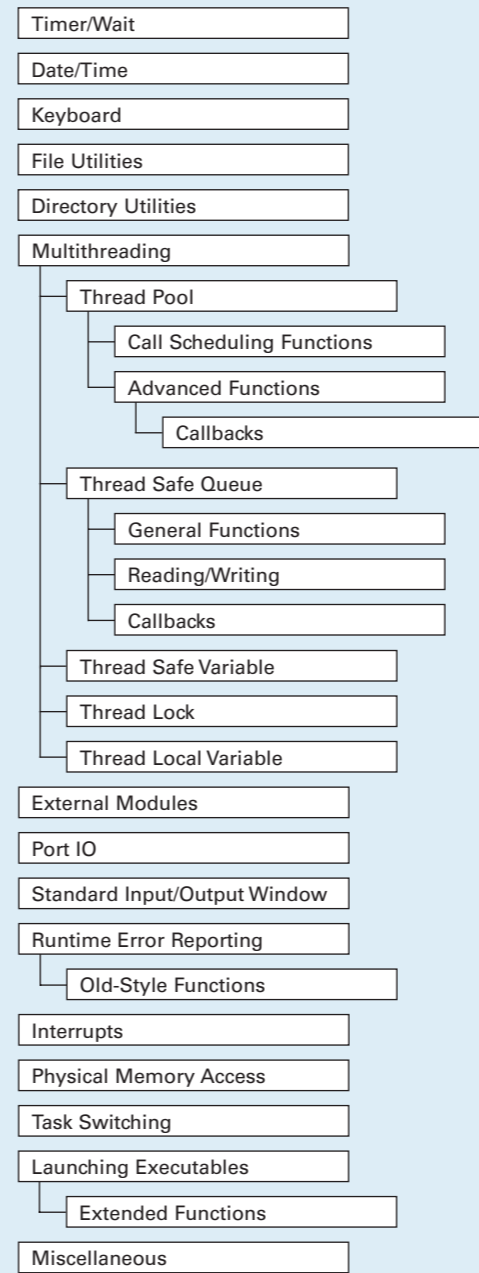 Timer/Wait
Date/Time
Keyboard
File Utilities
Directory Utilities
Multithreading
Thread Pool
Call Scheduling Functions
Advanced Functions
Callbacks
Thread Safe Queue
General Functions
Reading/Writing
Callbacks
Thread Safe Variable
Thread Lock
Thread Local Variable
External Modules
Port IO
Standard Input/Output Window
Runtime Error Reporting
Old-Style Functions
Interrupts
Physical Memory Access
Task Switching
Launching Executables
Extended Functions
Miscellaneous